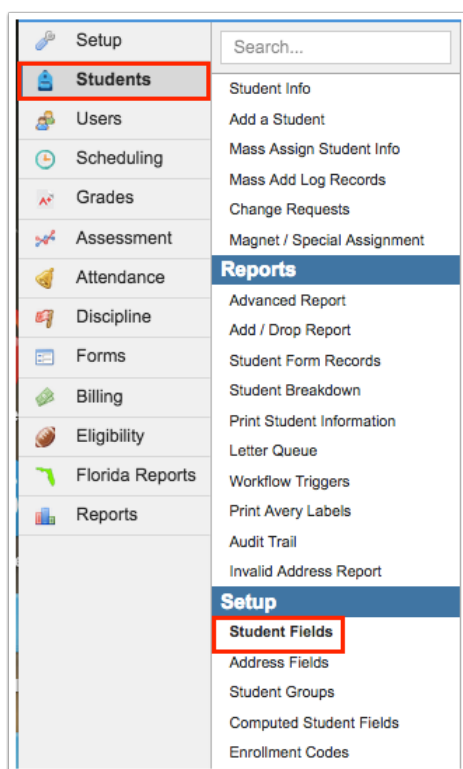 Setup
Students
Users
Scheduling
Grades
Assessment
Attendance
Discipline
Forms
Billing
Eligibility
Florida Reports
Reports
Search...
Student Info
Add a Student
Mass Assign Student Info
Mass Add Log Records
Change Requests
Magnet / Special Assignment
Reports
Advanced Report
Add / Drop Report
Student Form Records
Student Breakdown
Print Student Information
Letter Queue
Workflow Triggers
Print Avery Labels
Audit Trail
Invalid Address Report
Setup
Student Fields
Address Fields
Student Groups
Computed Student Fields
Enrollment Codes